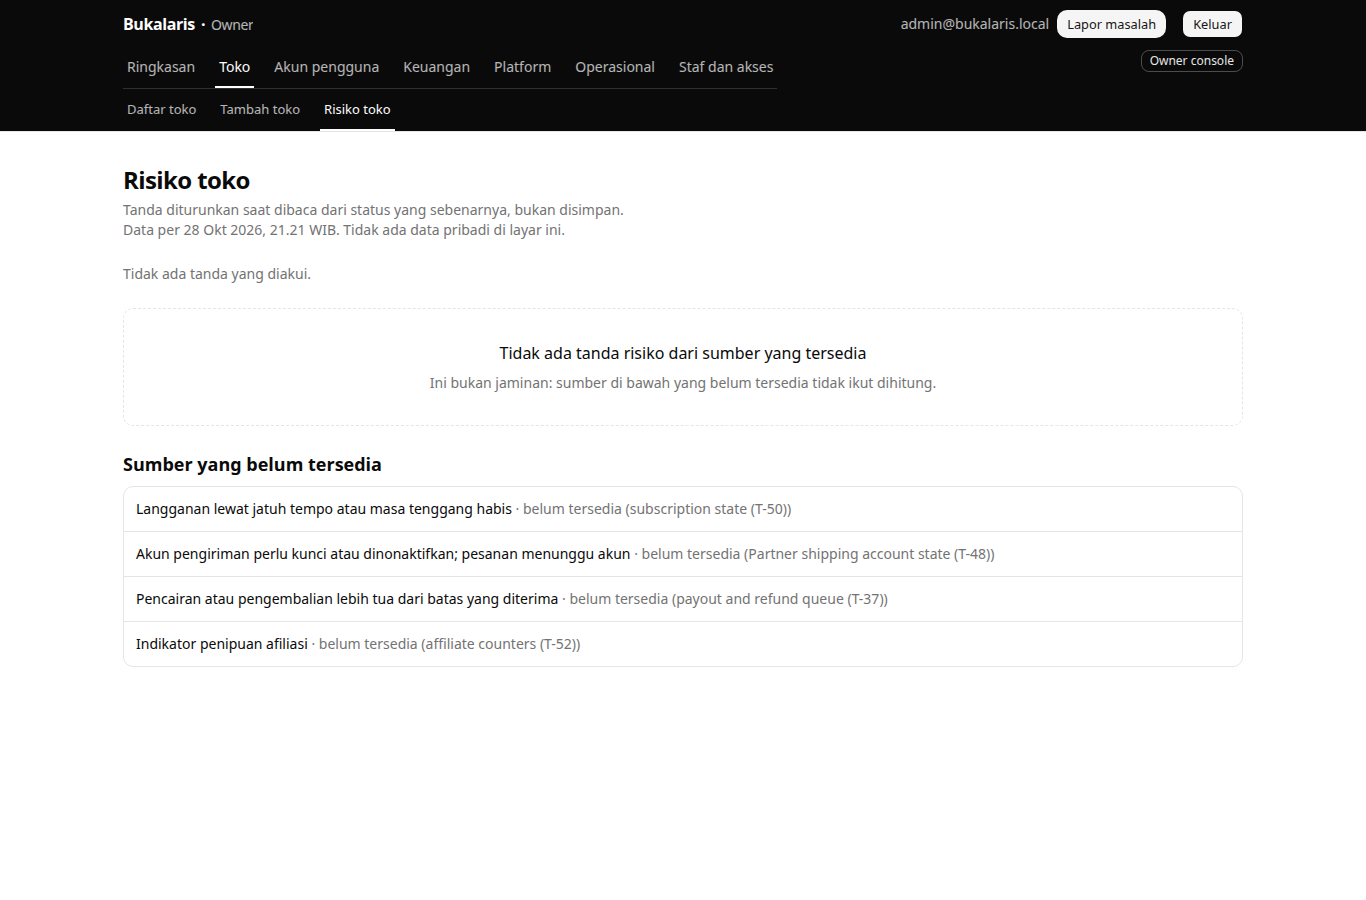 Bukalaris · Owner
admin@bukalaris.local
Lapor masalah
Keluar
Ringkasan
Toko
Akun pengguna
Keuangan
Platform
Operasional
Staf dan akses
Owner console
Daftar toko
Tambah toko
Risiko toko
Risiko toko
Tanda diturunkan saat dibaca dari status yang sebenarnya, bukan disimpan.
Data per 28 Okt 2026, 21.21 WIB. Tidak ada data pribadi di layar ini.
Tidak ada tanda yang diakui.
Tidak ada tanda risiko dari sumber yang tersedia
Ini bukan jaminan: sumber di bawah yang belum tersedia tidak ikut dihitung.
Sumber yang belum tersedia
Langganan lewat jatuh tempo atau masa tenggang habis · belum tersedia (subscription state (T-50))
Akun pengiriman perlu kunci atau dinonaktifkan; pesanan menunggu akun · belum tersedia (Partner shipping account state (T-48))
Pencairan atau pengembalian lebih tua dari batas yang diterima · belum tersedia (payout and refund queue (T-37))
Indikator penipuan afiliasi · belum tersedia (affiliate counters (T-52))